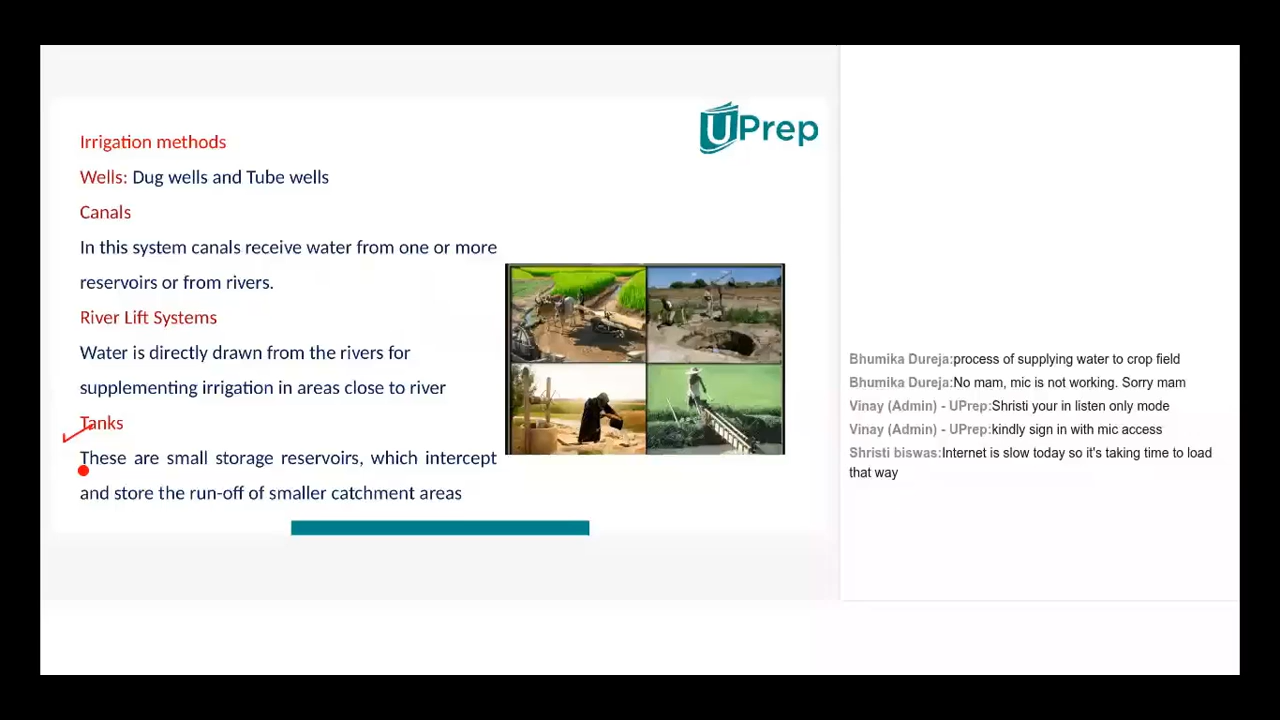 UPrep
Irrigation methods
Wells: Dug wells and Tube wells
Canals
In this system canals receive water from one or more
reservoirs or from rivers.
River Lift Systems
Water is directly drawn from the rivers for
supplementing irrigation in areas close to river
Tanks
These are small storage reservoirs, which intercept
and store the run-off of smaller catchment areas
Bhumika Dureja:process of supplying water to crop field
Bhumika Dureja:No mam, mic is not working. Sorry mam
Vinay (Admin) - UPrep:Shristi your in listen only mode
Vinay (Admin) - UPrep:kindly sign in with mic access
Shristi biswas:Internet is slow today so it's taking time to load
that way